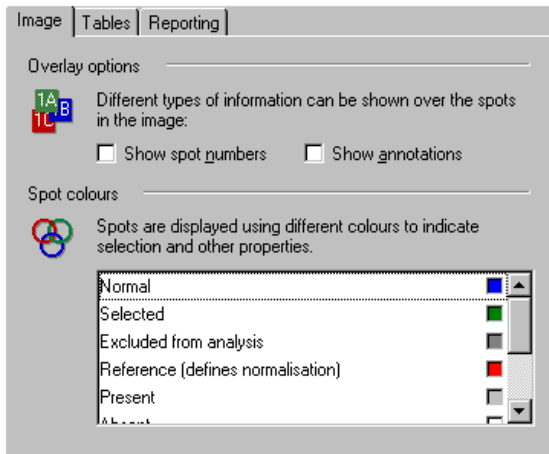 Image Tables Reporting
Overlay options
1A
1B
1C
Different types of information can be shown over the spots
in the image:
Show spot numbers Show annotations
Spot colours
Spots are displayed using different colours to indicate
selection and other properties.
Normal
Selected
Excluded from analysis
Reference (defines normalisation)
Present
Absent